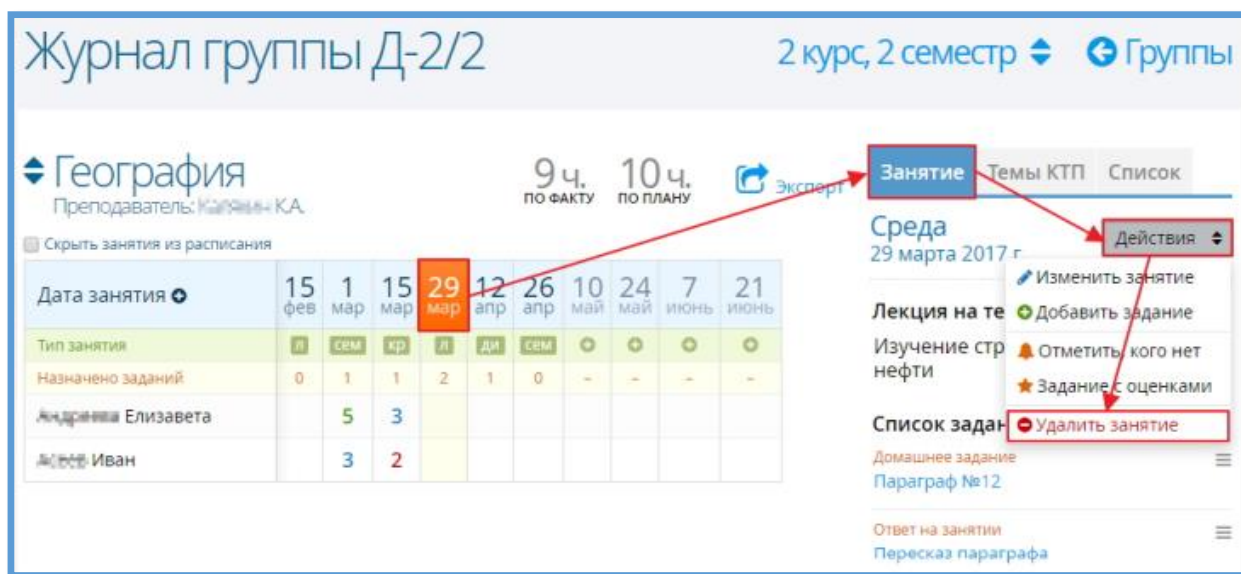 Журнал группы Д-2/2
2 курс, 2 семестр Группы
География
Преподаватель: К.А.
9 ч. 10 ч. Экспорт
ПО ФАКТУ ПО ПЛАНУ
Скрыть занятия из расписания
Дата занятия 15 1 15 29 12 26 10 24 7 21
фев мар мар мар апр апр май май июнь июнь
Тип занятия л сем кр л ди сем
Назначено заданий 0 1 1 2 1 0 - - - -
Елизавета 5 3
Иван 3 2
Занятие Темы КТП Список
Среда
29 марта 2017 г
Действия
Изменить занятие
Добавить задание
Отметить, кого нет
Задание с оценками
Удалить занятие
Лекция на те
Изучение стр
нефти
Список задан
Домашнее задание
Параграф №12
Ответ на занятии
Пересказ параграфа